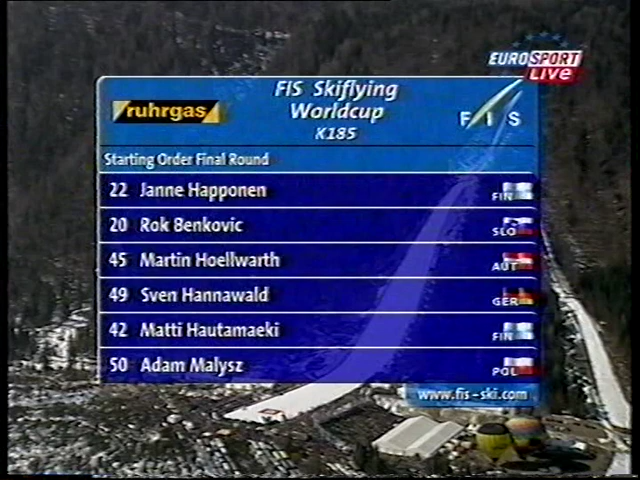 EUROSPORT
LIVE
FIS Skiflying
Worldcup
K185
ruhrgas
FIS
Starting Order Final Round
22 Janne Happonen FIN
20 Rok Benkovic SLO
45 Martin Hoellwarth AUT
49 Sven Hannawald GER
42 Matti Hautamaeki FIN
50 Adam Malysz POL
www.fis-ski.com